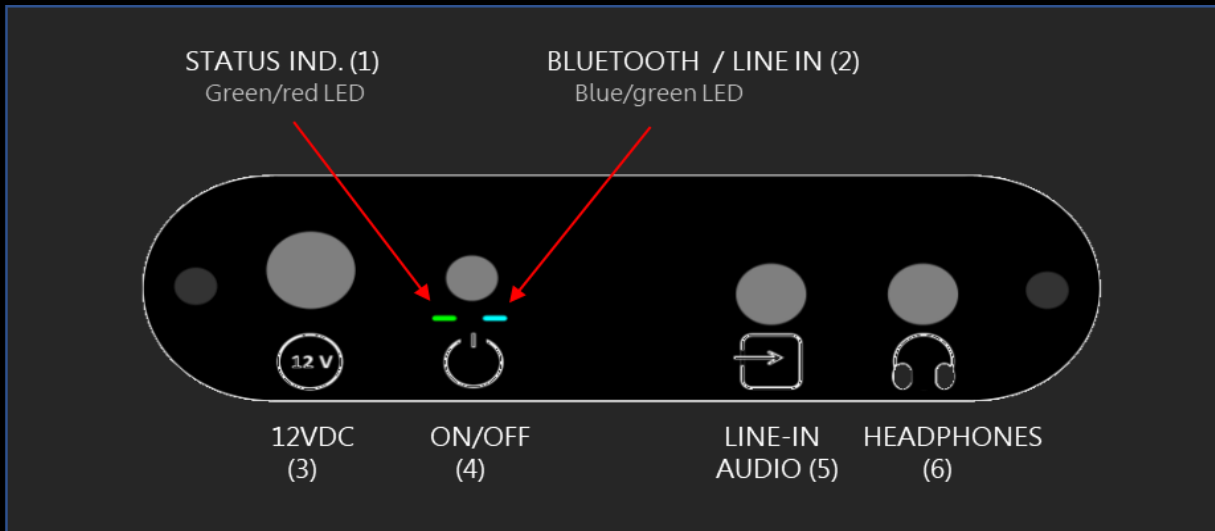 STATUS IND. (1)
Green/red LED
BLUETOOTH / LINE IN (2)
Blue/green LED
12 V
12VDC
(3)
ON/OFF
(4)
LINE-IN
AUDIO (5)
HEADPHONES
(6)